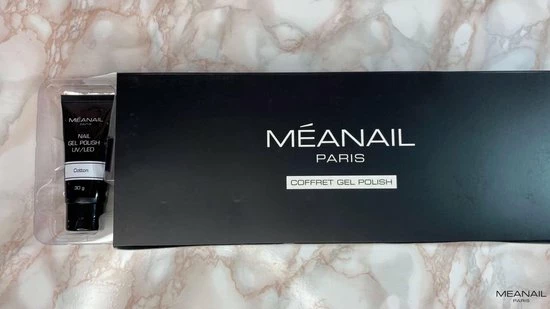 MÉANAIL
PARIS
NAIL
GEL POLISH
UV/LED
Cotton
30 g
MÉANAIL
PARIS
COFFRET GEL POLISH
MEANAIL
PARIS